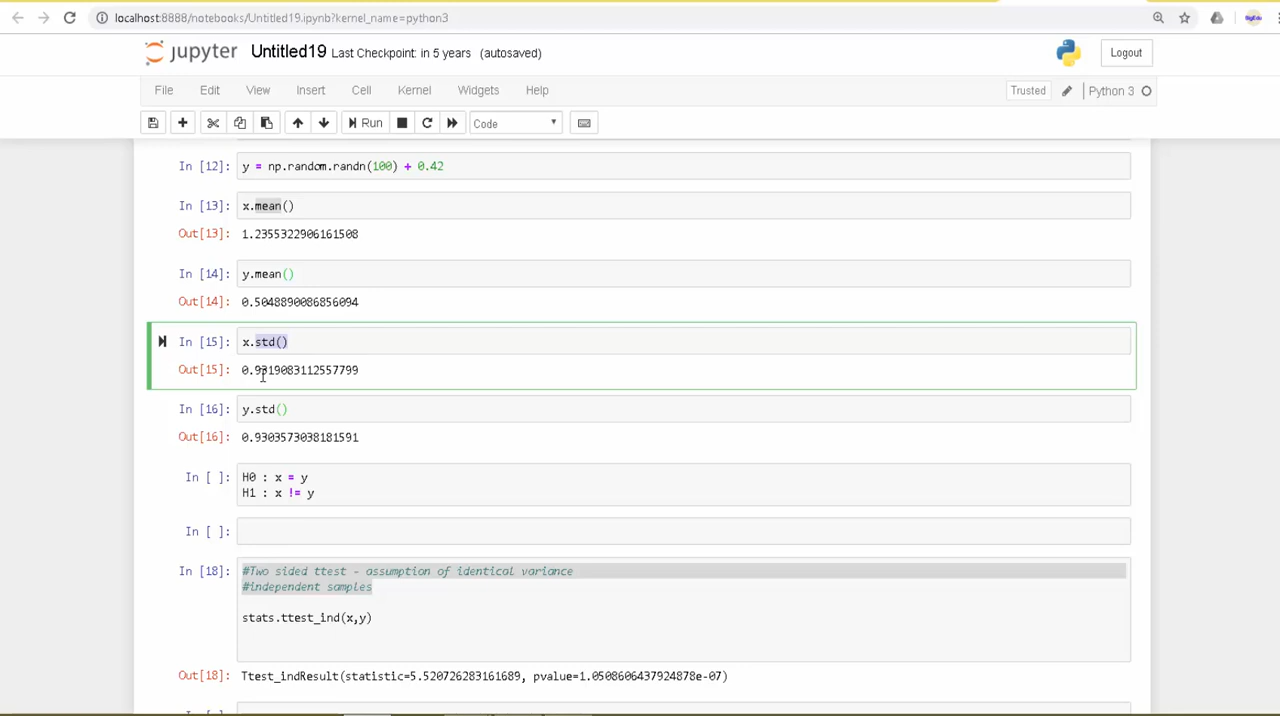 localhost:8888/notebooks/Untitled19.ipynb?kernel_name=python3
jupyter Untitled19 Last Checkpoint: in 5 years (autosaved) Logout
File Edit View Insert Cell Kernel Widgets Help Trusted Python 3
Run Code
In [12]: y = np.random.randn(100) + 0.42
In [13]: x.mean()
Out[13]: 1.2355322906161508
In [14]: y.mean()
Out[14]: 0.5048890086856094
In [15]: x.std()
Out[15]: 0.9319083112557799
In [16]: y.std()
Out[16]: 0.9303573038181591
In [ ]: H0 : x = y
H1 : x != y
In [ ]:
In [18]: #Two sided ttest - assumption of identical variance
#independent samples
stats.ttest_ind(x,y)
Out[18]: Ttest_indResult(statistic=5.520726283161689, pvalue=1.0508606437924878e-07)